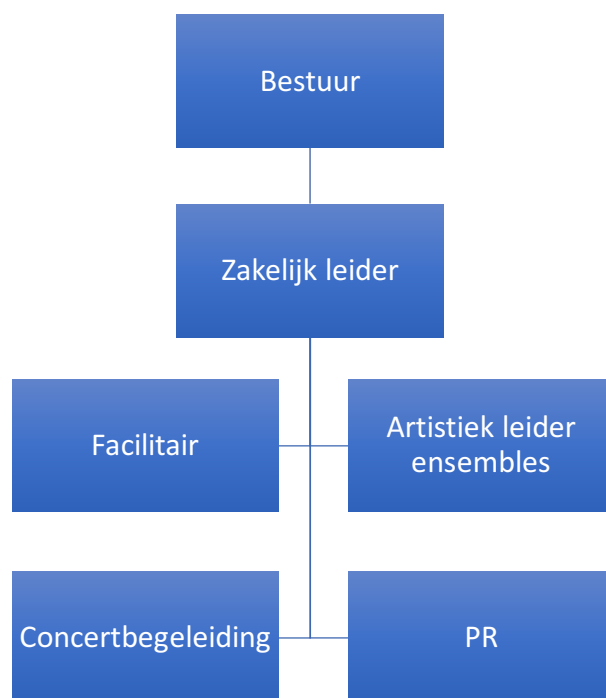 Bestuur
Zakelijk leider
Facilitair
Artistiek leider
ensembles
Concertbegeleiding
PR